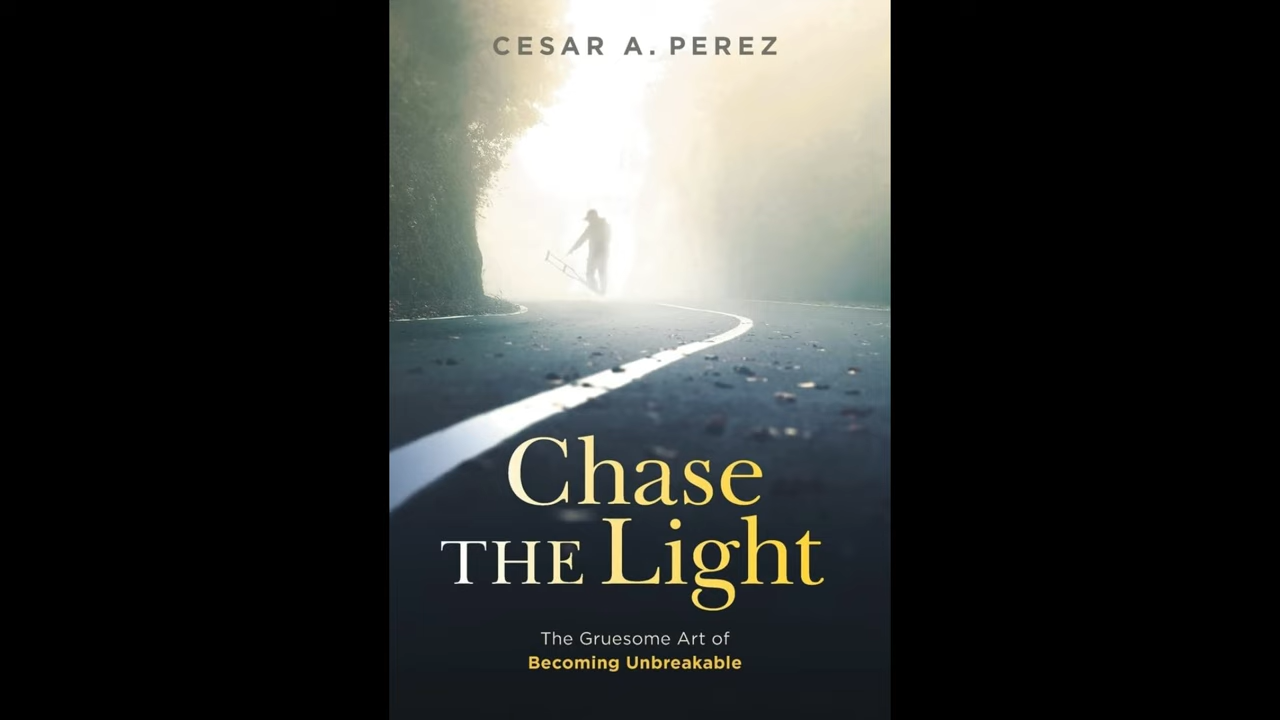 CESAR A. PEREZ
Chase
THE Light
The Gruesome Art of
Becoming Unbreakable